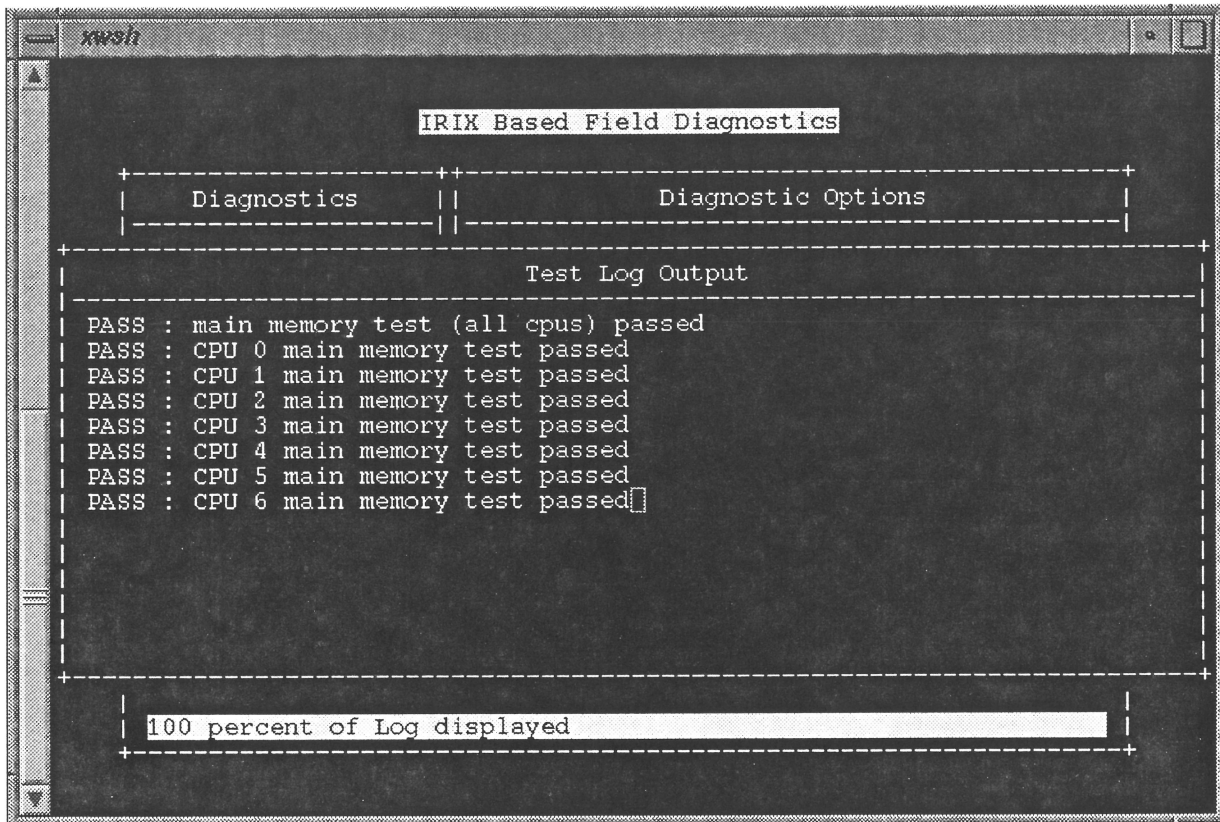 xwsh
IRIX Based Field Diagnostics
Diagnostics
Diagnostic Options
Test Log Output
PASS : main memory test (all cpus) passed
PASS : CPU 0 main memory test passed
PASS : CPU 1 main memory test passed
PASS : CPU 2 main memory test passed
PASS : CPU 3 main memory test passed
PASS : CPU 4 main memory test passed
PASS : CPU 5 main memory test passed
PASS : CPU 6 main memory test passed
100 percent of Log displayed